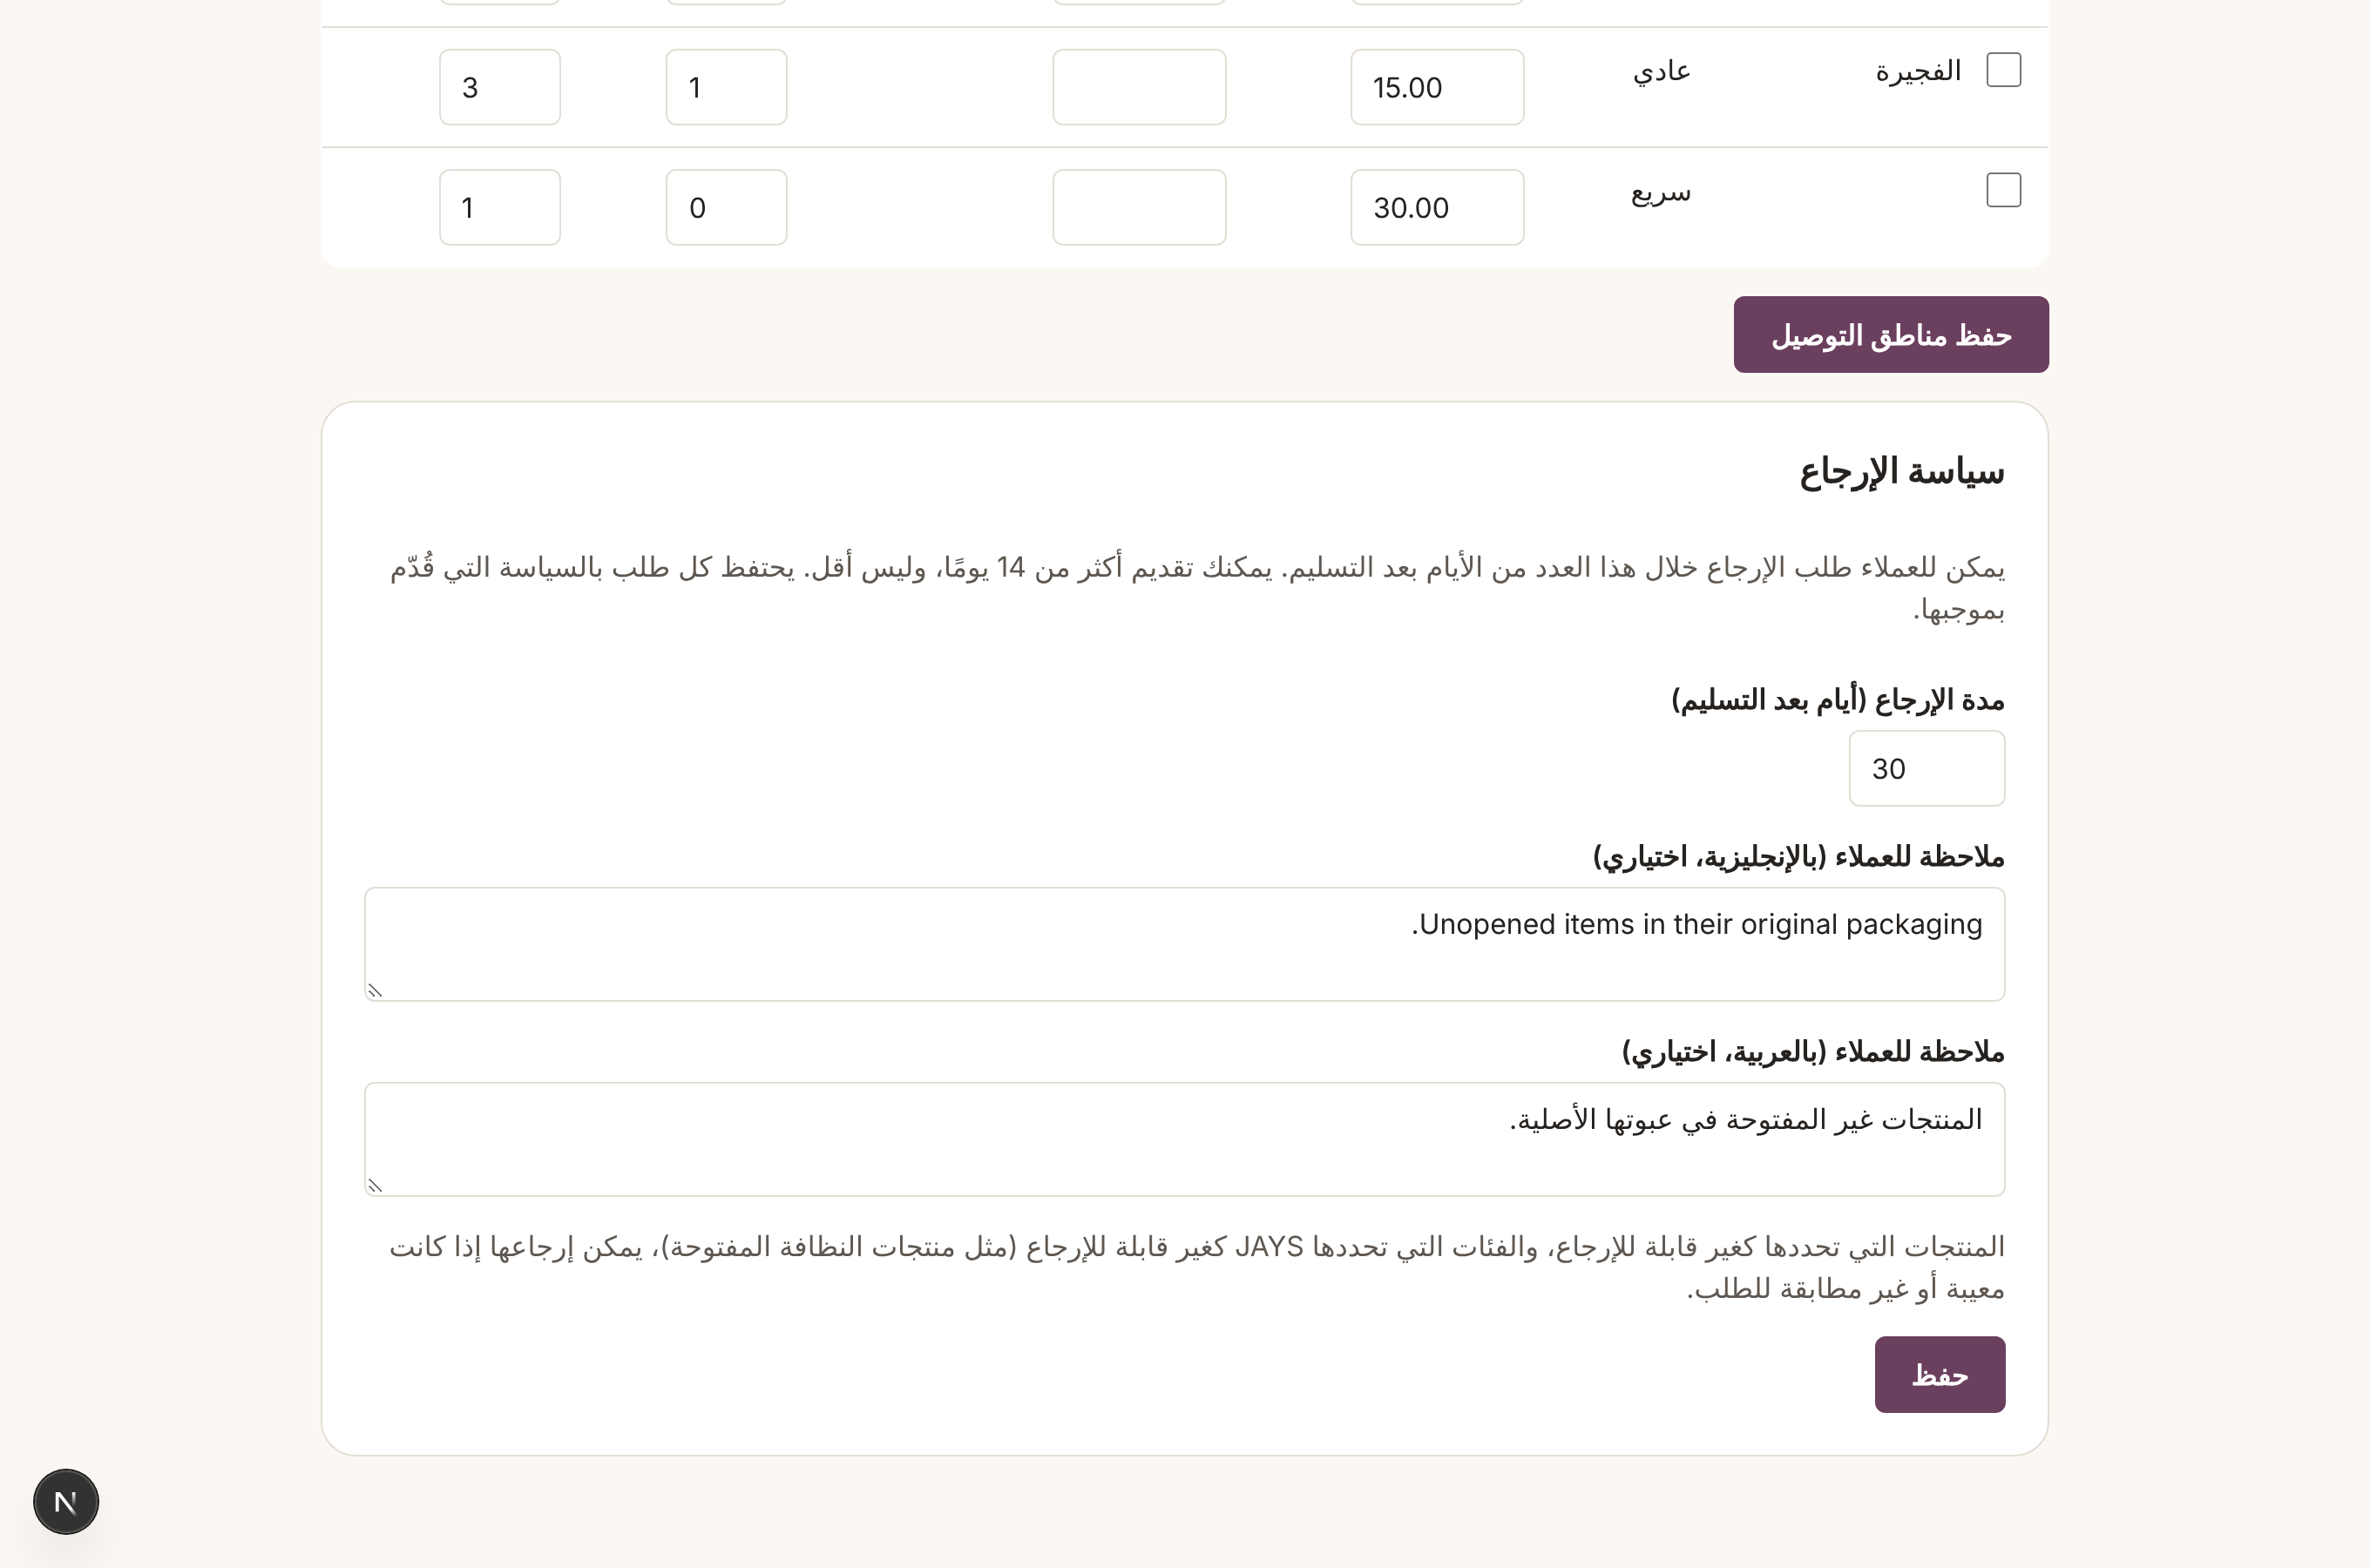 الفجيرة عادي 15.00 1 3
سريع 30.00 0 1
حفظ مناطق التوصيل
سياسة الإرجاع
يمكن للعملاء طلب الإرجاع خلال هذا العدد من الأيام بعد التسليم. يمكنك تقديم أكثر من 14 يومًا، وليس أقل. يحتفظ كل طلب بالسياسة التي قُدّم
بموجبها.
مدة الإرجاع (أيام بعد التسليم)
30
ملاحظة للعملاء (بالإنجليزية، اختياري)
Unopened items in their original packaging.
ملاحظة للعملاء (بالعربية، اختياري)
المنتجات غير المفتوحة في عبوتها الأصلية.
المنتجات التي تحددها كغير قابلة للإرجاع، والفئات التي تحددها JAYS كغير قابلة للإرجاع (مثل منتجات النظافة المفتوحة)، يمكن إرجاعها إذا كانت
معيبة أو غير مطابقة للطلب.
حفظ
N